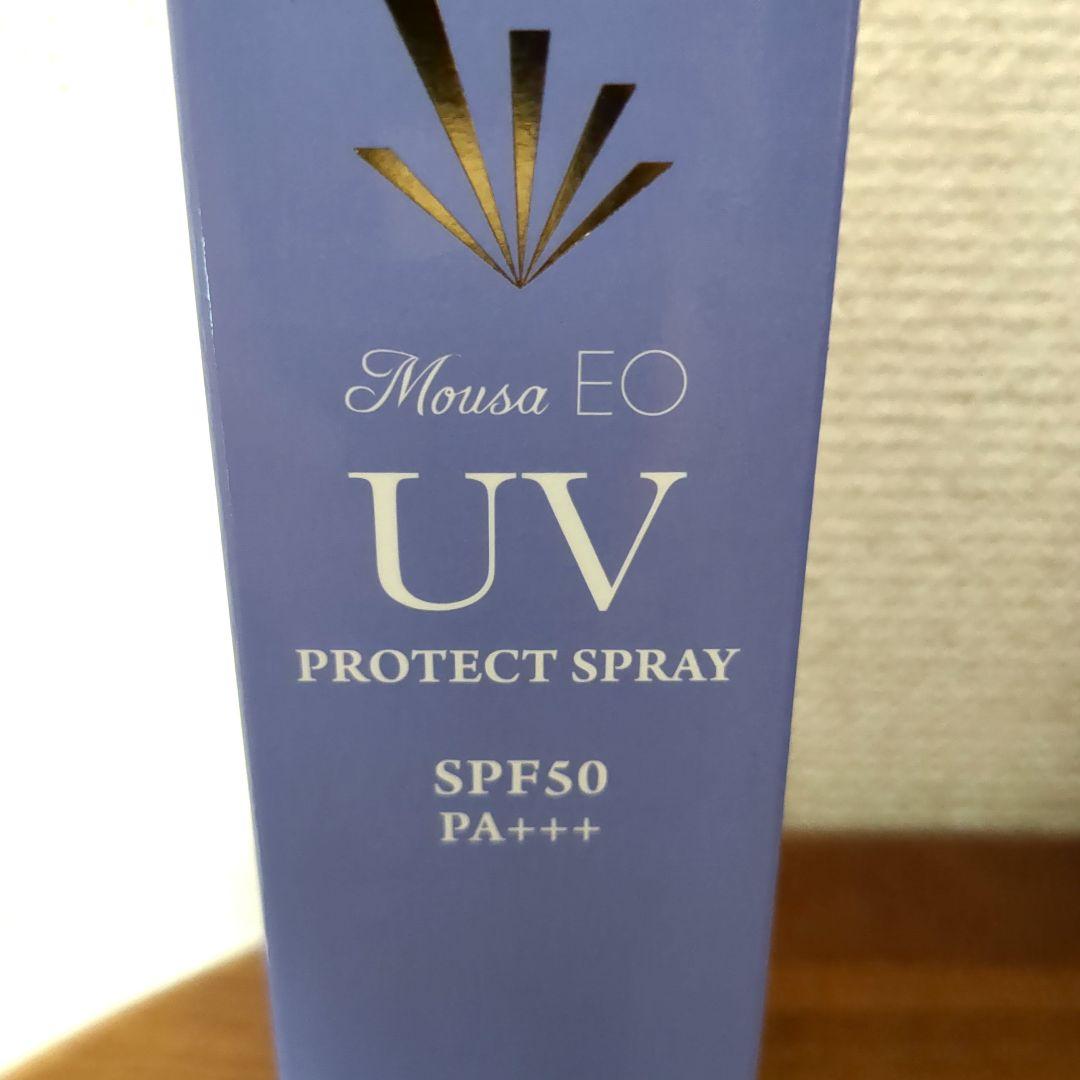 Mousa EO
UV
PROTECT SPRAY
SPF50
PA+++